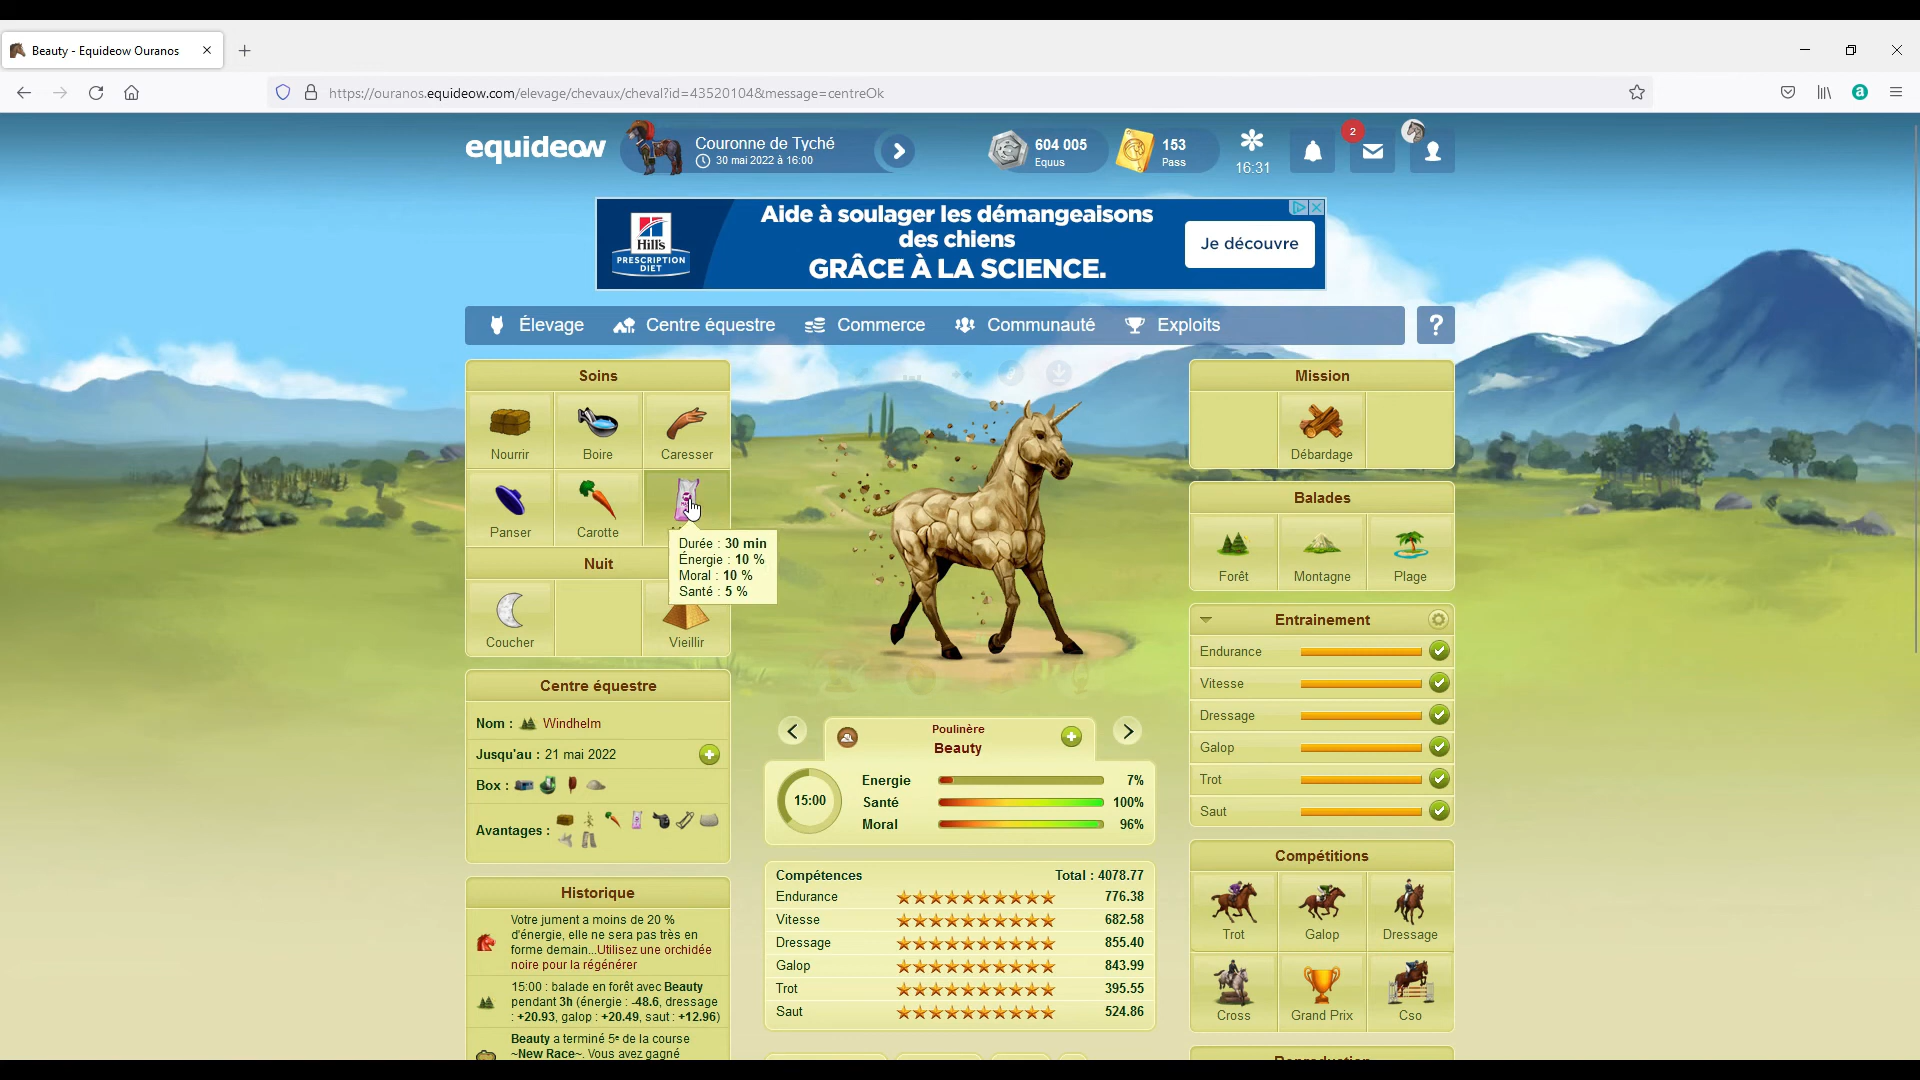 Beauty - Equideow Ouranos
https://ouranos.equideow.com/elevage/chevaux/cheval?id=43520104&message=centreOk
equideow
Couronne de Tyché
30 mai 2022 à 16:00
604 005
Equus
153
Pass
16:31
2
Hill's
PRESCRIPTION
DIET
Aide à soulager les démangeaisons
des chiens
GRÂCE À LA SCIENCE.
Je découvre
Élevage
Centre équestre
Commerce
Communauté
Exploits
?
Soins
Nourrir
Boire
Caresser
Panser
Carotte
Durée : 30 min
Énergie : 10 %
Moral : 10 %
Santé : 5 %
Nuit
Coucher
Vieillir
Centre équestre
Nom : Windhelm
Jusqu'au : 21 mai 2022
Box :
Avantages :
Historique
Votre jument a moins de 20 %
d'énergie, elle ne sera pas très en
forme demain...Utilisez une orchidée
noire pour la régénérer
15:00 : balade en forêt avec Beauty
pendant 3h (énergie : -48.6, dressage
: +20.93, galop : +20.49, saut : +12.96)
Beauty a terminé 5e de la course
~New Race~. Vous avez gagné
Poulinère
Beauty
15:00
Energie 7%
Santé 100%
Moral 96%
Compétences Total : 4078.77
Endurance 776.38
Vitesse 682.58
Dressage 855.40
Galop 843.99
Trot 395.55
Saut 524.86
Mission
Débardage
Balades
Forêt
Montagne
Plage
Entrainement
Endurance
Vitesse
Dressage
Galop
Trot
Saut
Compétitions
Trot
Galop
Dressage
Cross
Grand Prix
Cso
Reproduction